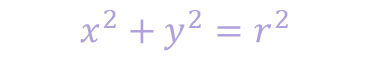 x² + y² = r²